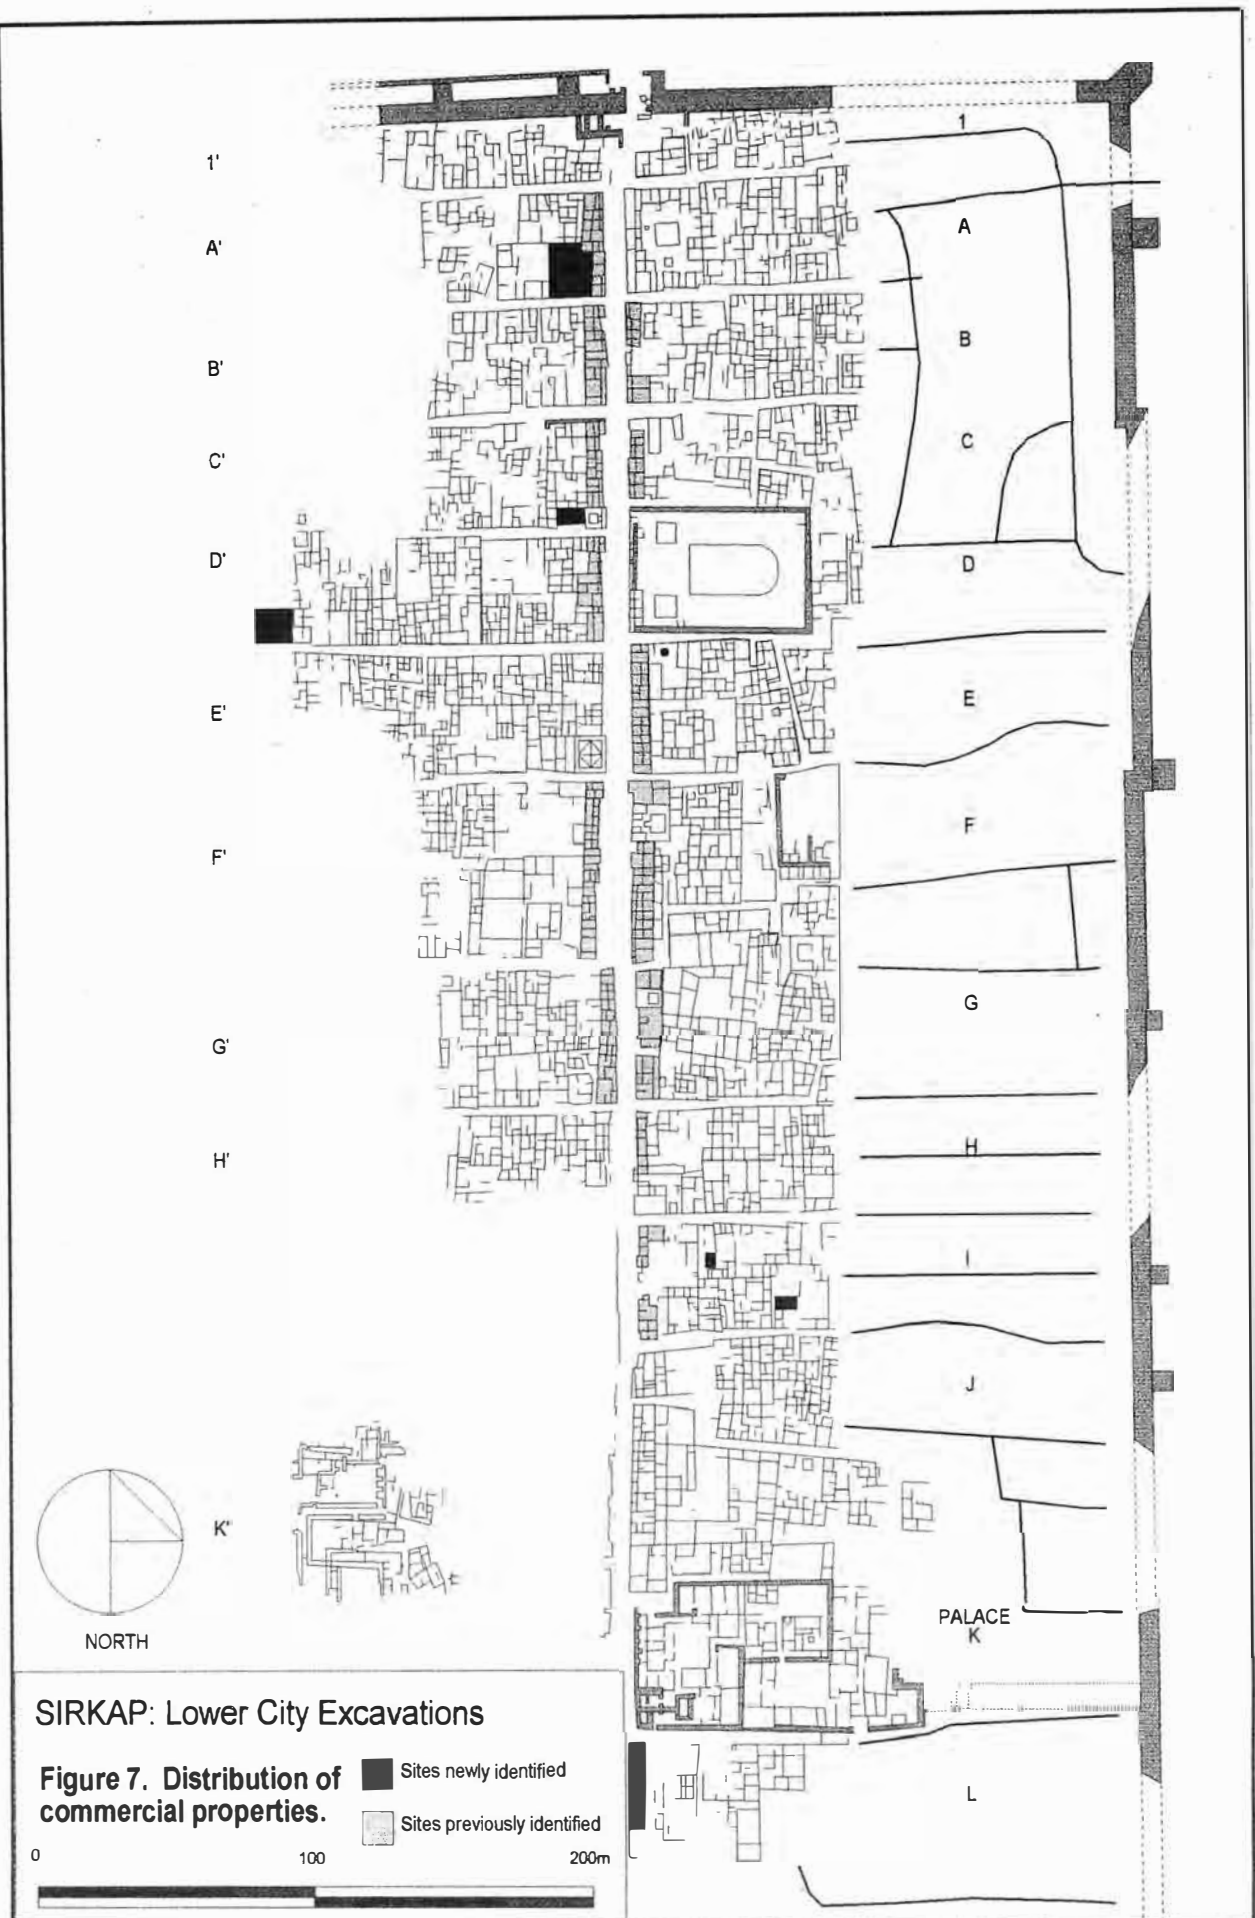 1
1'
A
A'
B
B'
C
C'
D'
D
E
E'
F
F'
G
G'
H
H'
I
J
K'
NORTH
PALACE
K
SIRKAP: Lower City Excavations
Figure 7. Distribution of
commercial properties.
Sites newly identified
Sites previously identified
L
0 100 200m